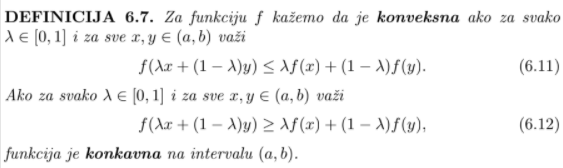 DEFINICIJA 6.7. Za funkciju f kažemo da je konveksna ako za svako
λ ∈ [0, 1] i za sve x, y ∈ (a, b) važi
f(λx + (1 − λ)y) ≤ λf(x) + (1 − λ)f(y). (6.11)
Ako za svako λ ∈ [0, 1] i za sve x, y ∈ (a, b) važi
f(λx + (1 − λ)y) ≥ λf(x) + (1 − λ)f(y), (6.12)
funkcija je konkavna na intervalu (a, b).